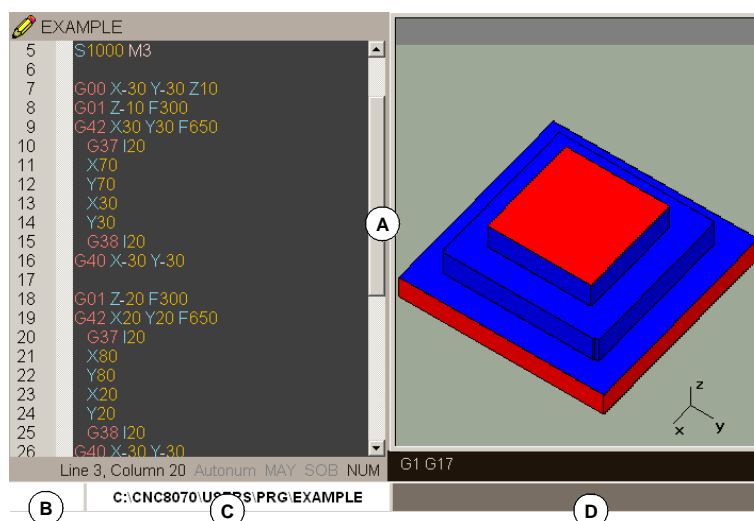 EXAMPLE
5 S1000 M3
6
7 G00 X-30 Y-30 Z10
8 G01 Z-10 F300
9 G42 X30 Y30 F650
10 G37 I20
11 X70
12 Y70
13 X30
14 Y30
15 G38 I20
16 G40 X-30 Y-30
17
18 G01 Z-20 F300
19 G42 X20 Y20 F650
20 G37 I20
21 X80
22 Y80
23 X20
24 Y20
25 G38 I20
26 G40 X-30 Y-30
A
z
x
y
Line 3, Column 20 Autonum MAY SOB NUM
G1 G17
B
C:\CNC8070\USERS\PRG\EXAMPLE
C
D